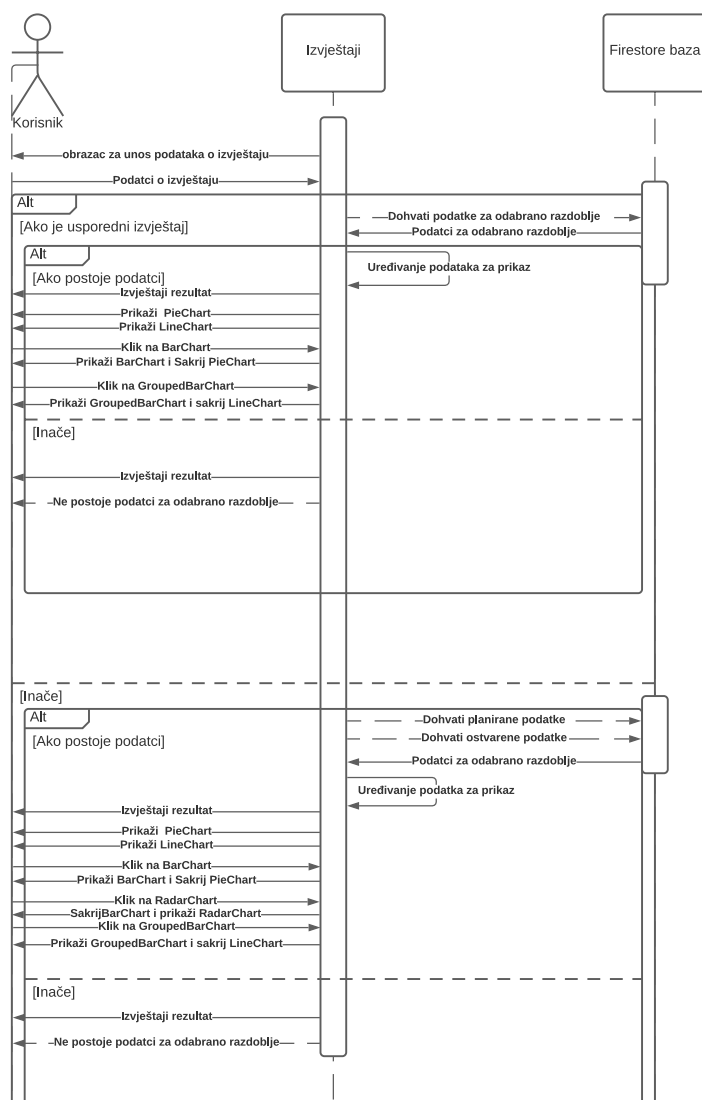 Izvještaji
Firestore baza
Korisnik
obrazac za unos podataka o izvještaju
Podatci o izvještaju
Alt
[Ako je usporedni izvještaj]
Dohvati podatke za odabrano razdoblje
Podatci za odabrano razdoblje
Alt
[Ako postoje podatci]
Uređivanje podataka za prikaz
Izvještaji rezultat
Prikaži PieChart
Prikaži LineChart
Klik na BarChart
Prikaži BarChart i Sakrij PieChart
Klik na GroupedBarChart
Prikaži GroupedBarChart i sakrij LineChart
[Inače]
Izvještaji rezultat
Ne postoje podatci za odabrano razdoblje
[Inače]
Alt
[Ako postoje podatci]
Dohvati planirane podatke
Dohvati ostvarene podatke
Podatci za odabrano razdoblje
Uređivanje podatka za prikaz
Izvještaji rezultat
Prikaži PieChart
Prikaži LineChart
Klik na BarChart
Prikaži BarChart i Sakrij PieChart
Klik na RadarChart
SakrijBarChart i prikaži RadarChart
Klik na GroupedBarChart
Prikaži GroupedBarChart i sakrij LineChart
[Inače]
Izvještaji rezultat
Ne postoje podatci za odabrano razdoblje